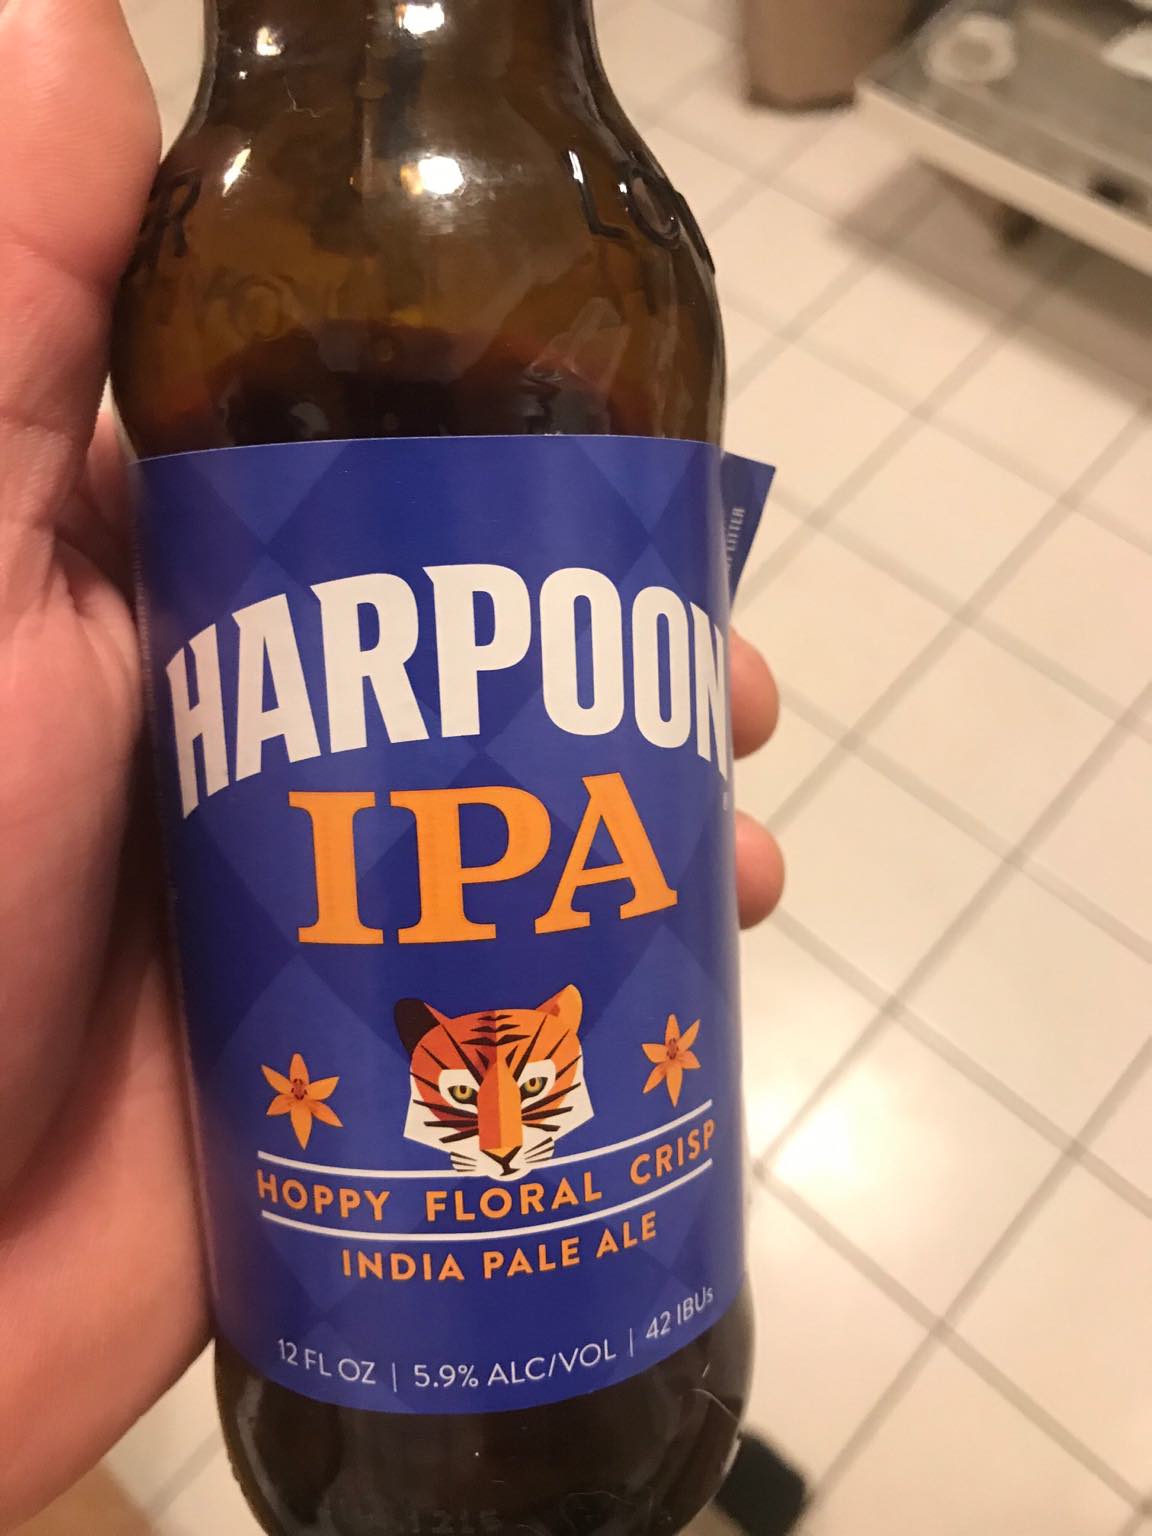 HARPOON
IPA
HOPPY FLORAL CRISP
INDIA PALE ALE
12 FL OZ | 5.9% ALC/VOL | 42 IBUs